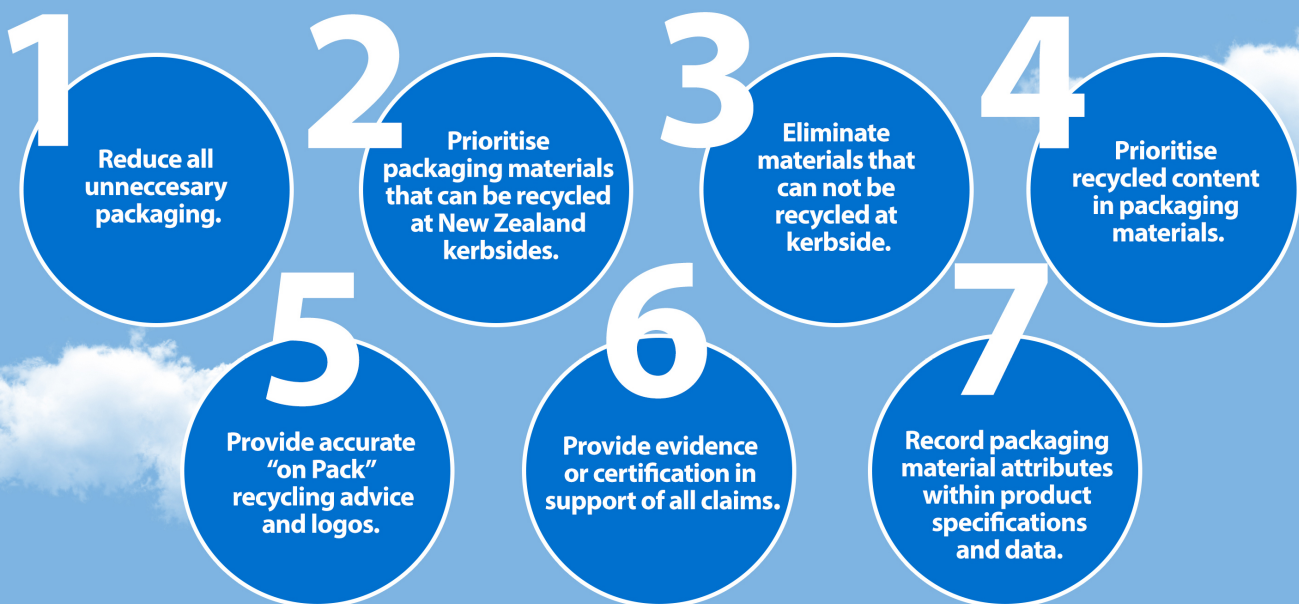 1
Reduce all
unneccesary
packaging.
2
Prioritise
packaging materials
that can be recycled
at New Zealand
kerbsides.
3
Eliminate
materials that
can not be
recycled at
kerbside.
4
Prioritise
recycled content
in packaging
materials.
5
Provide accurate
“on Pack”
recycling advice
and logos.
6
Provide evidence
or certification in
support of all claims.
7
Record packaging
material attributes
within product
specifications
and data.